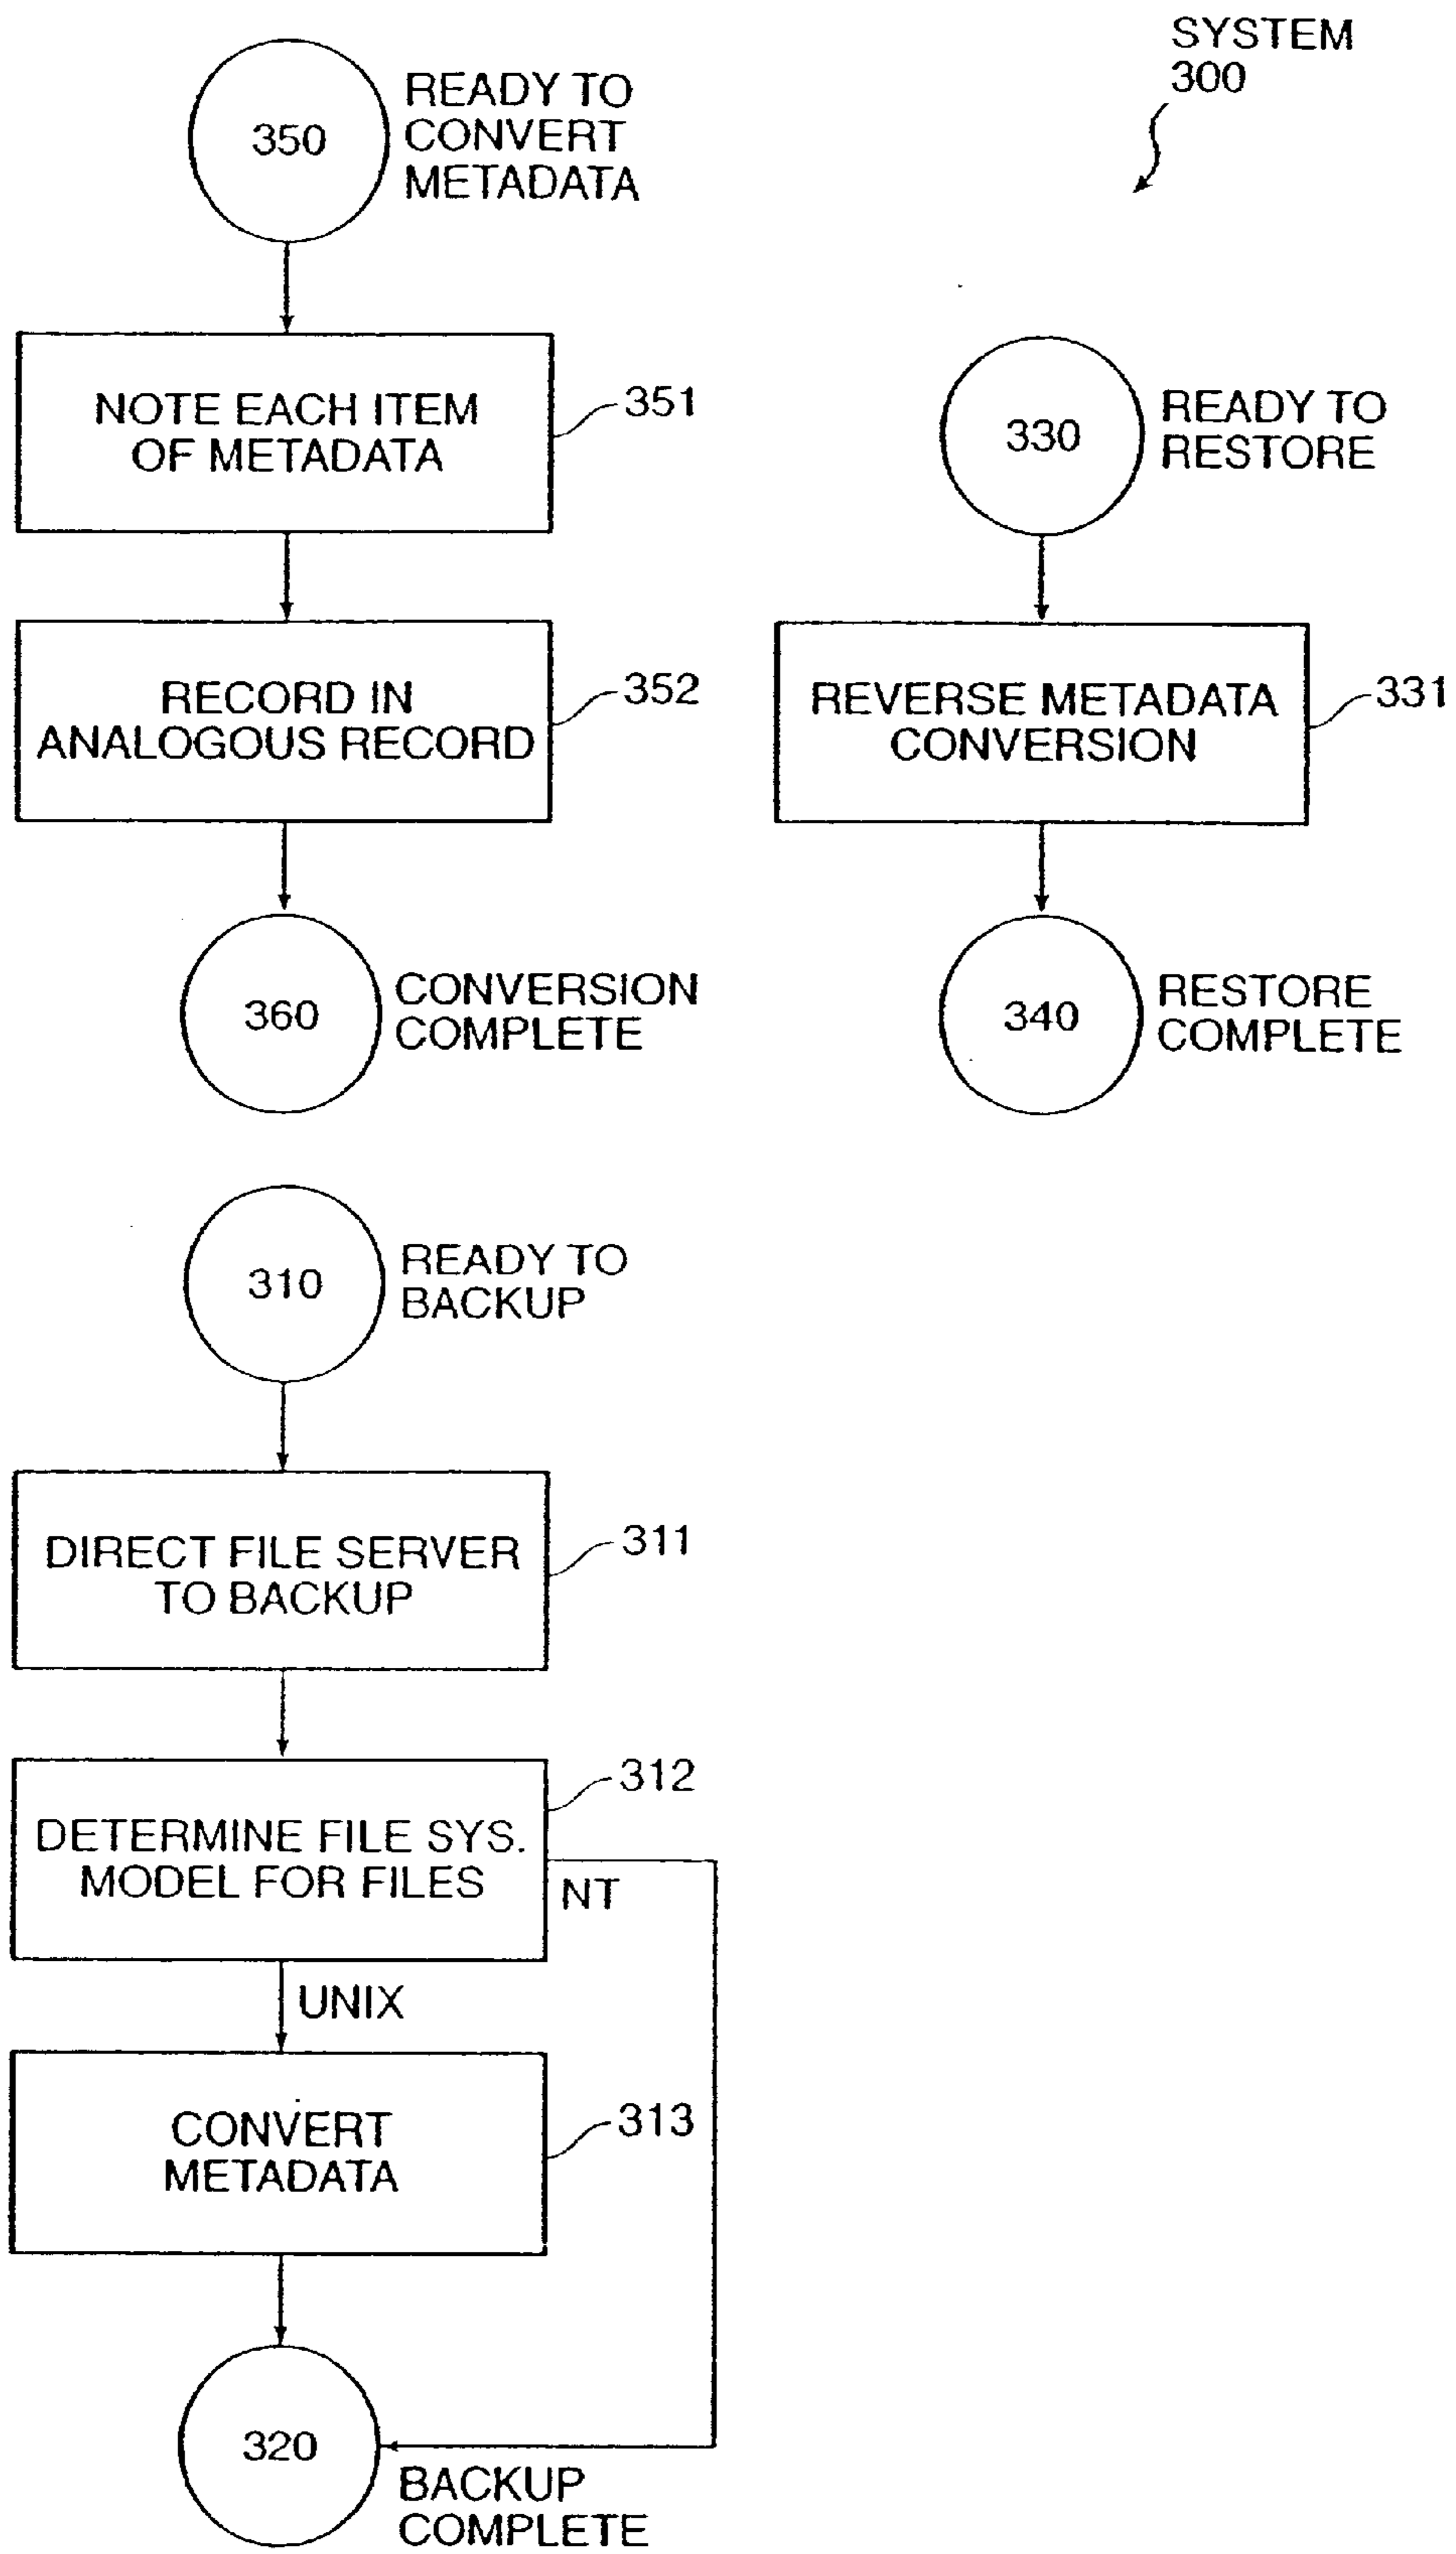 SYSTEM
300
350
READY TO
CONVERT
METADATA
NOTE EACH ITEM
OF METADATA
351
RECORD IN
ANALOGOUS RECORD
352
360
CONVERSION
COMPLETE
330
READY TO
RESTORE
REVERSE METADATA
CONVERSION
331
340
RESTORE
COMPLETE
310
READY TO
BACKUP
DIRECT FILE SERVER
TO BACKUP
311
DETERMINE FILE SYS.
MODEL FOR FILES
312
NT
UNIX
CONVERT
METADATA
313
320
BACKUP
COMPLETE